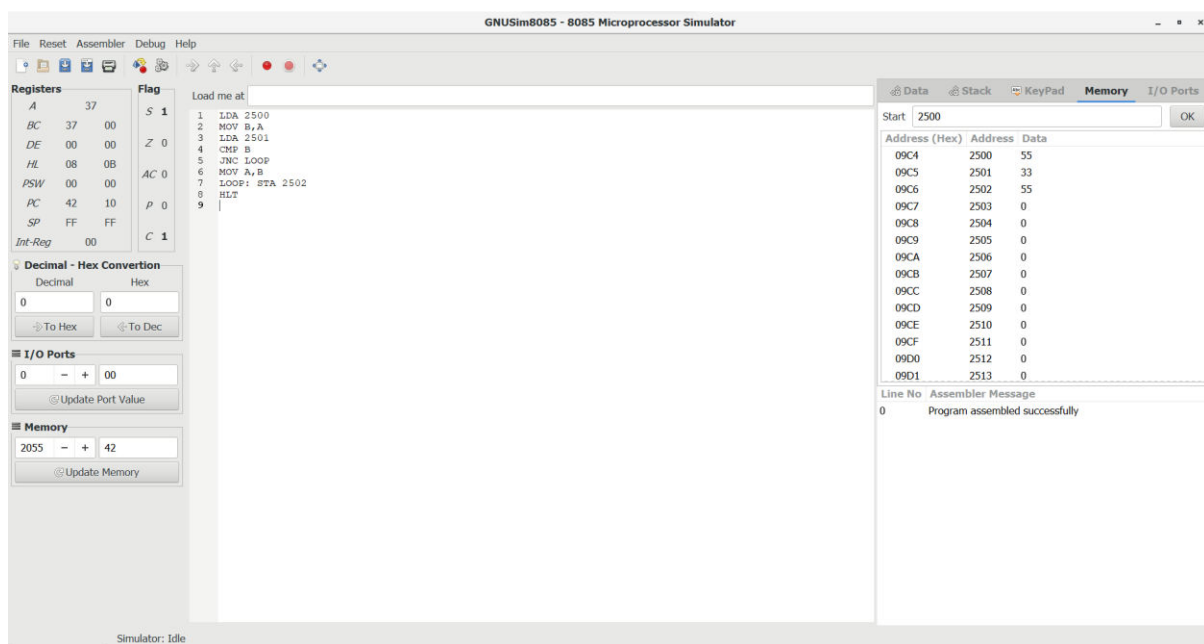 GNUSim8085 - 8085 Microprocessor Simulator
File Reset Assembler Debug Help
Registers
A 37
BC 37 00
DE 00 00
HL 08 0B
PSW 00 00
PC 42 10
SP FF FF
Int-Reg 00
Flag
S 1
Z 0
AC 0
P 0
C 1
Decimal - Hex Convertion
Decimal Hex
0 0
To Hex To Dec
I/O Ports
0 - + 00
Update Port Value
Memory
2055 - + 42
Update Memory
Load me at
1 LDA 2500
2 MOV B,A
3 LDA 2501
4 CMP B
5 JNC LOOP
6 MOV A,B
7 LOOP: STA 2502
8 HLT
9
Data Stack KeyPad Memory I/O Ports
Start 2500 OK
Address (Hex) Address Data
09C4 2500 55
09C5 2501 33
09C6 2502 55
09C7 2503 0
09C8 2504 0
09C9 2505 0
09CA 2506 0
09CB 2507 0
09CC 2508 0
09CD 2509 0
09CE 2510 0
09CF 2511 0
09D0 2512 0
09D1 2513 0
Line No Assembler Message
0 Program assembled successfully
Simulator: Idle